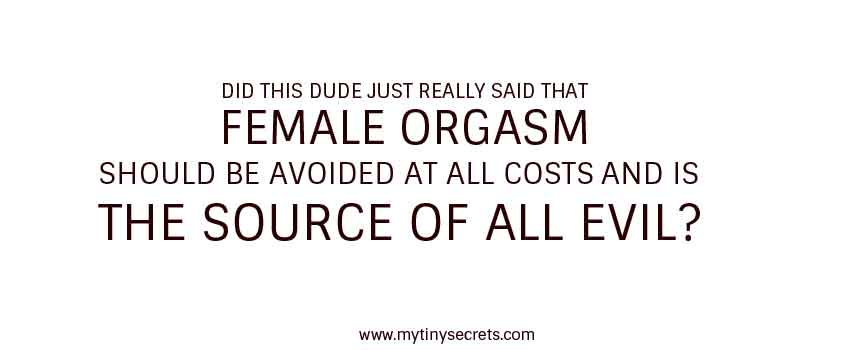 DID THIS DUDE JUST REALLY SAID THAT
FEMALE ORGASM
SHOULD BE AVOIDED AT ALL COSTS AND IS
THE SOURCE OF ALL EVIL?
www.mytinysecrets.com